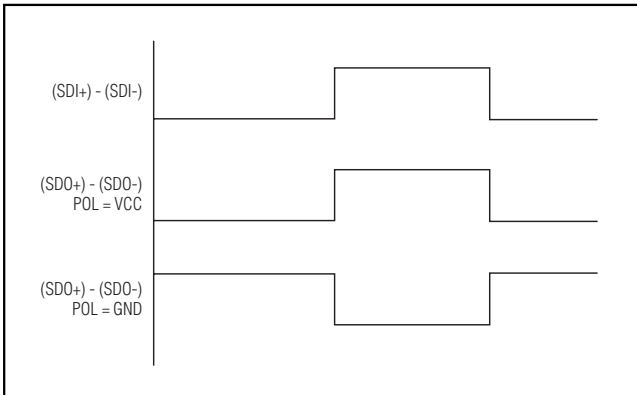 (SDI+) - (SDI-)
(SDO+) - (SDO-)
POL = VCC
(SDO+) - (SDO-)
POL = GND